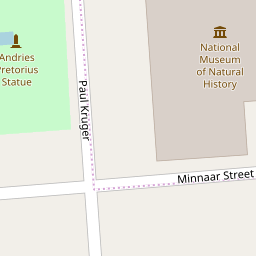 National
Museum
of Natural
History
Andries
Pretorius
Statue
Paul Kruger
Minnaar Street